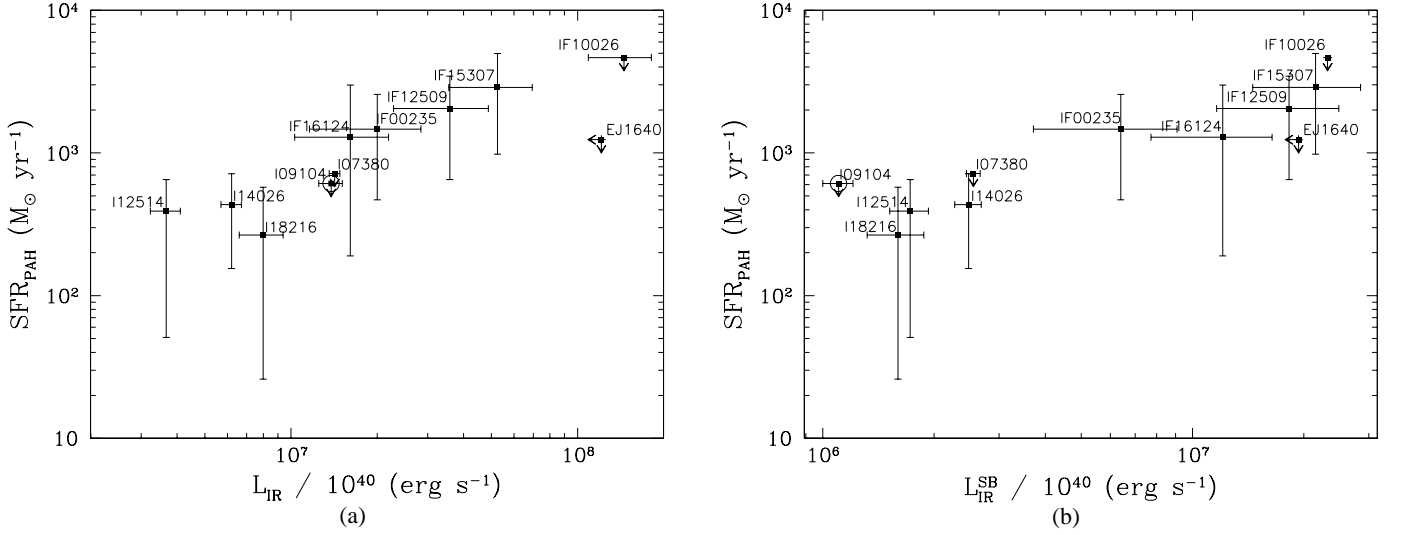 10⁴
10³
10²
10
SFR_PAH (M⊙ yr⁻¹)
IF10026
IF15307
IF12509
IF00235
IF16124
EJ1640
I07380
I09104
I14026
I12514
I18216
10⁷
10⁸
L_IR / 10⁴⁰ (erg s⁻¹)
(a)
10⁴
10³
10²
10
SFR_PAH (M⊙ yr⁻¹)
IF10026
IF15307
IF12509
IF00235
IF16124
EJ1640
I07380
I09104
I12514
I14026
I18216
10⁶
10⁷
L_IR^SB / 10⁴⁰ (erg s⁻¹)
(b)